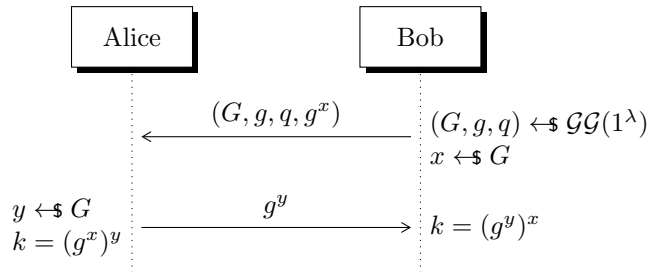 Alice
Bob
(G, g, q, g^x)
(G, g, q) ←$ 𝒢𝒢(1^λ)
x ←$ G
y ←$ G
k = (g^x)^y
g^y
k = (g^y)^x